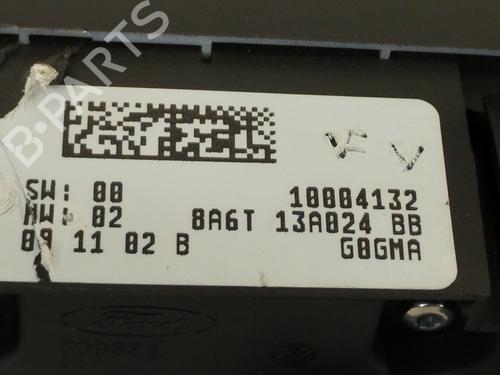 B-PARTS
V F V
SW: 00 10004132
HW: 02 8A6T 13A024 BB
09 11 02 B G0GMA
Ford